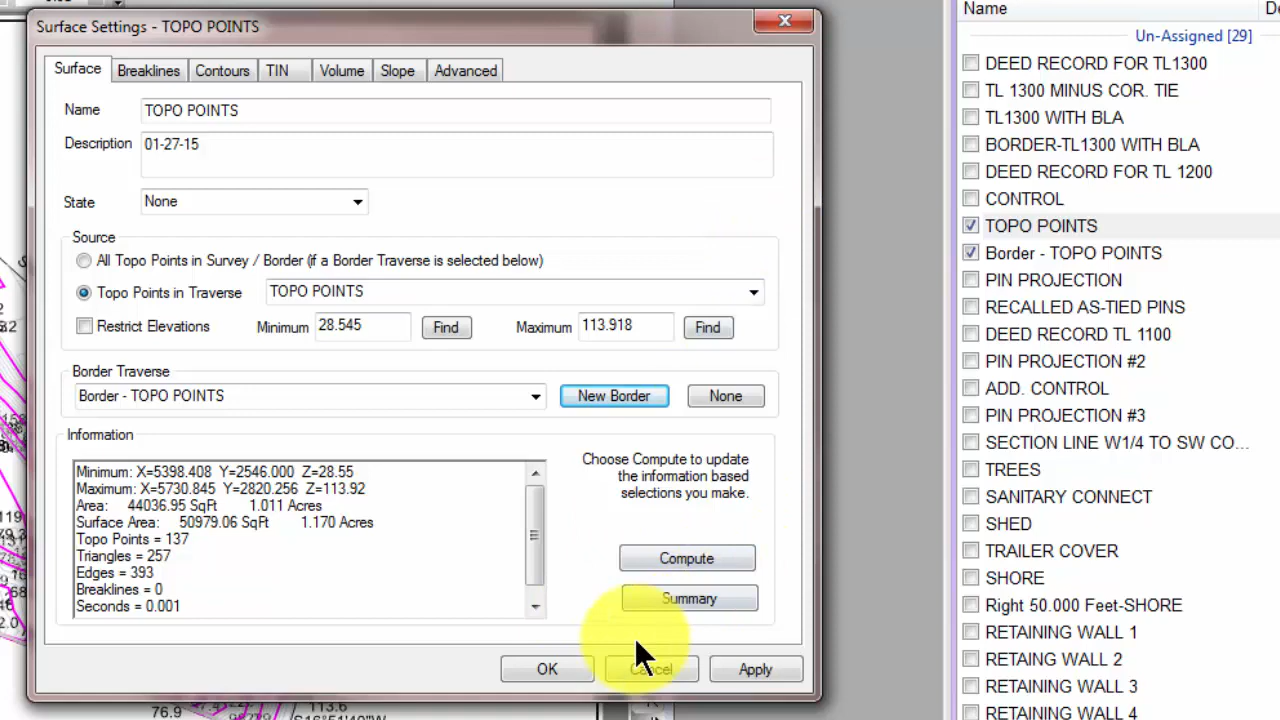 Surface Settings - TOPO POINTS
Surface Breaklines Contours TIN Volume Slope Advanced
Name TOPO POINTS
Description 01-27-15
State None
Source
All Topo Points in Survey / Border (if a Border Traverse is selected below)
Topo Points in Traverse TOPO POINTS
Restrict Elevations Minimum 28.545 Find Maximum 113.918 Find
Border Traverse
Border - TOPO POINTS New Border None
Information
Minimum: X=5398.408 Y=2546.000 Z=28.55
Maximum: X=5730.845 Y=2820.256 Z=113.92
Area: 44036.95 SqFt 1.011 Acres
Surface Area: 50979.06 SqFt 1.170 Acres
Topo Points = 137
Triangles = 257
Edges = 393
Breaklines = 0
Seconds = 0.001
Choose Compute to update
the information based
selections you make.
Compute
Summary
OK Cancel Apply
76.9
113.6
S16°51'40"W
Name
Un-Assigned [29]
DEED RECORD FOR TL1300
TL 1300 MINUS COR. TIE
TL1300 WITH BLA
BORDER-TL1300 WITH BLA
DEED RECORD FOR TL 1200
CONTROL
TOPO POINTS
Border - TOPO POINTS
PIN PROJECTION
RECALLED AS-TIED PINS
DEED RECORD TL 1100
PIN PROJECTION #2
ADD. CONTROL
PIN PROJECTION #3
SECTION LINE W1/4 TO SW CO...
TREES
SANITARY CONNECT
SHED
TRAILER COVER
SHORE
Right 50.000 Feet-SHORE
RETAINING WALL 1
RETAING WALL 2
RETAINING WALL 3
RETAINING WALL 4